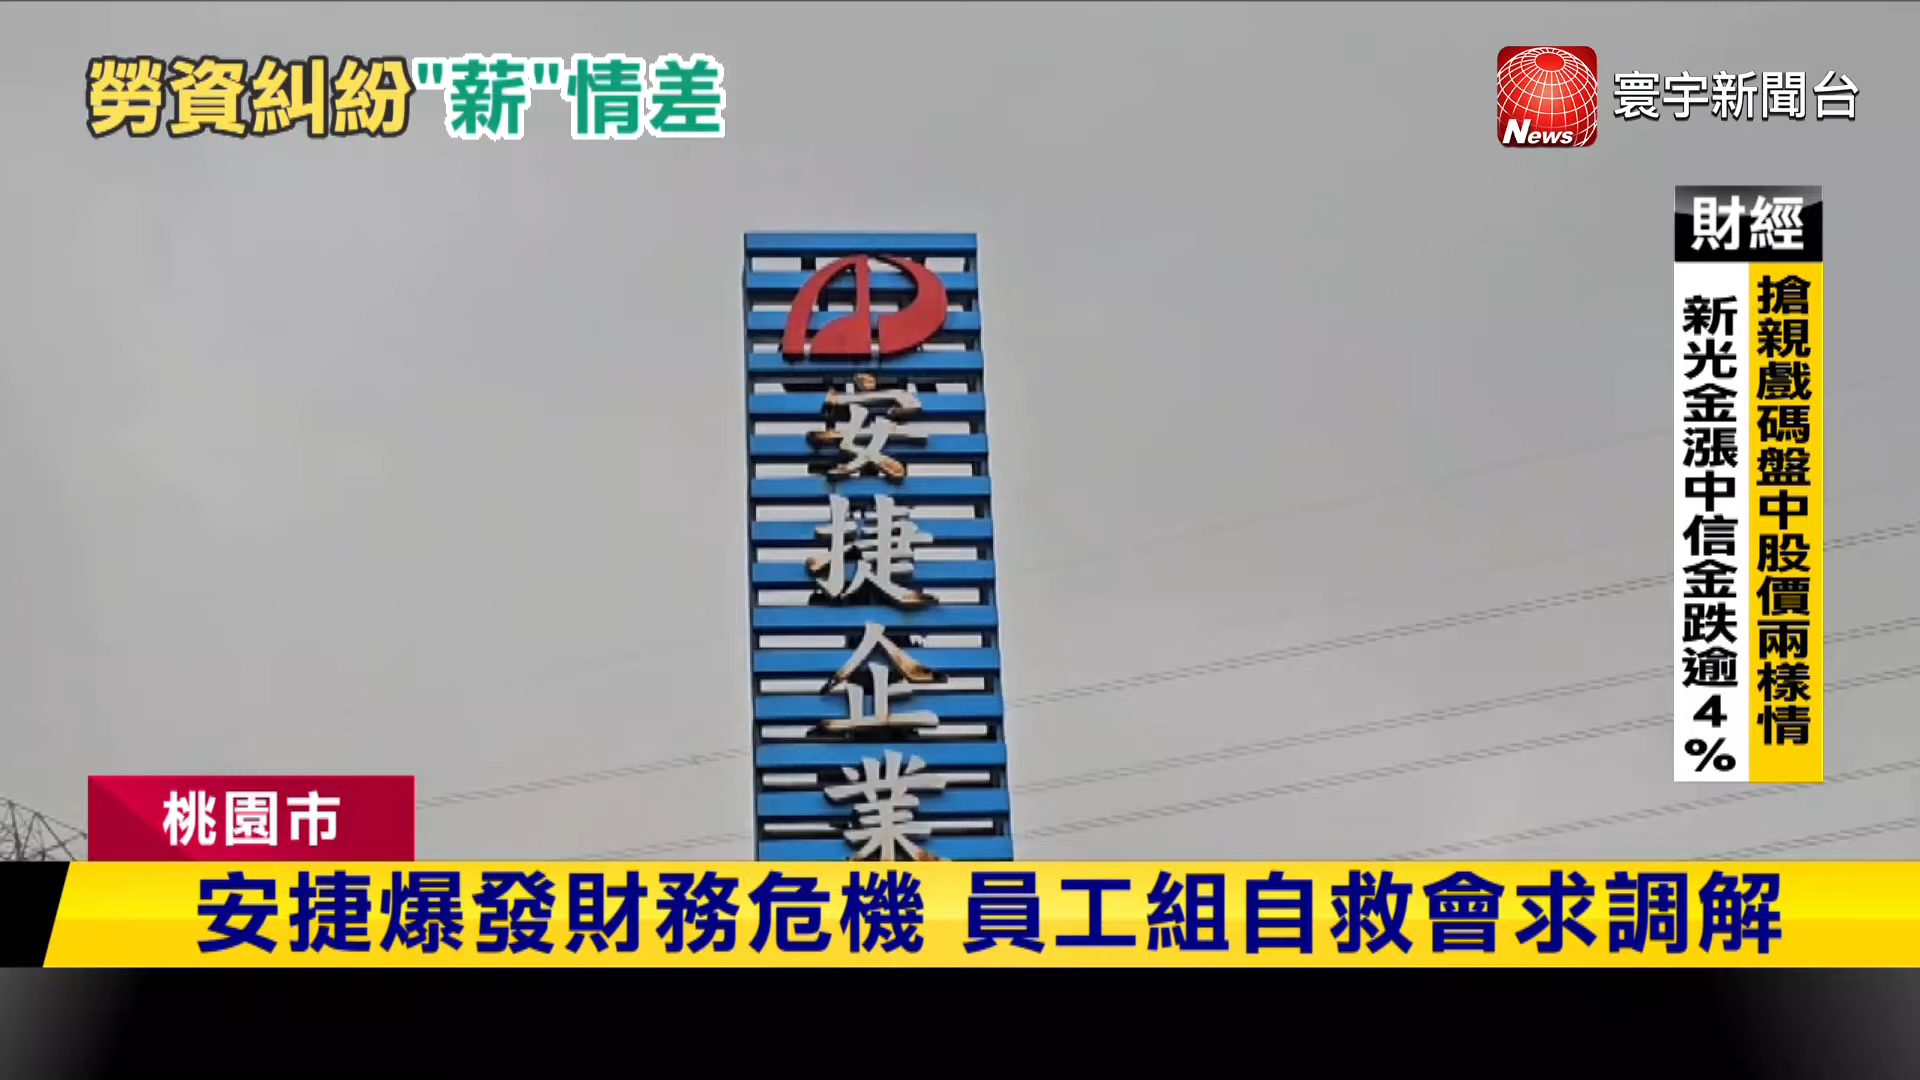 勞資糾紛"薪"情差
News
寰宇新聞台
財經
搶親戲碼盤中股價兩樣情
新光金漲中信金跌逾4%
安捷企業
桃園市
安捷爆發財務危機 員工組自救會求調解